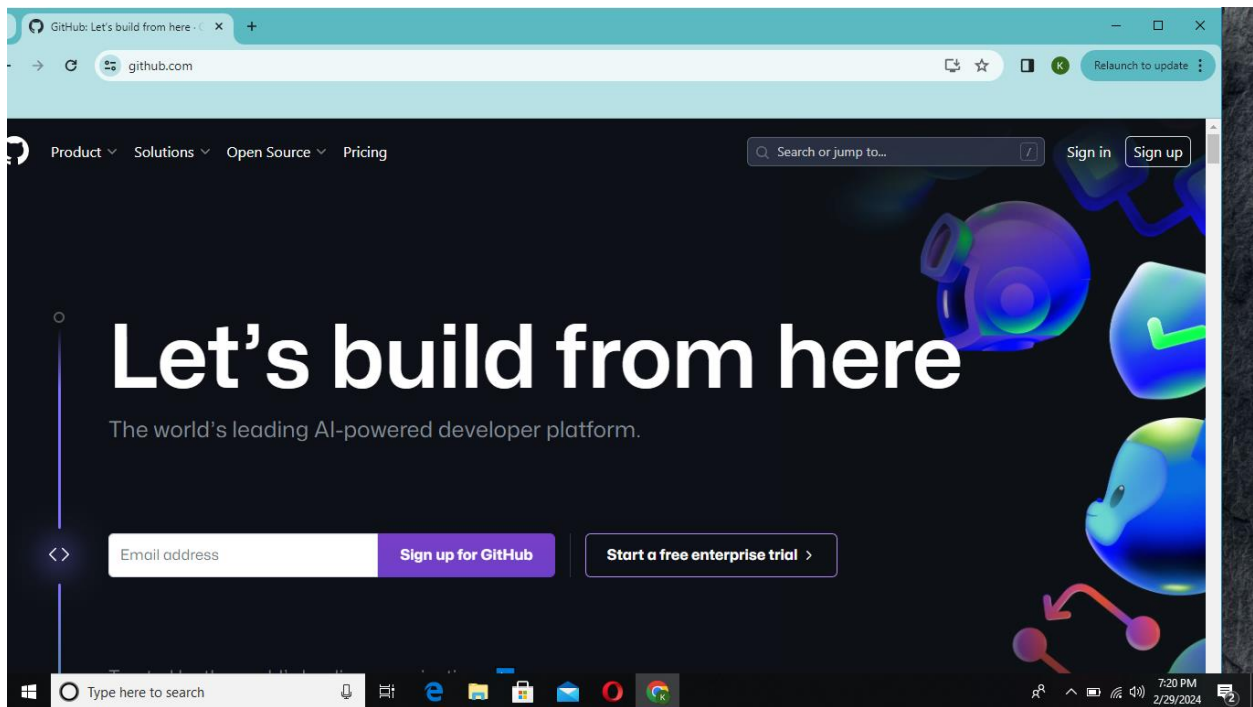 GitHub: Let's build from here ·
github.com
Relaunch to update
Product
Solutions
Open Source
Pricing
Search or jump to...
/
Sign in
Sign up
Let's build from here
The world's leading AI-powered developer platform.
Email address
Sign up for GitHub
Start a free enterprise trial
Type here to search
7:20 PM
2/29/2024
K
2